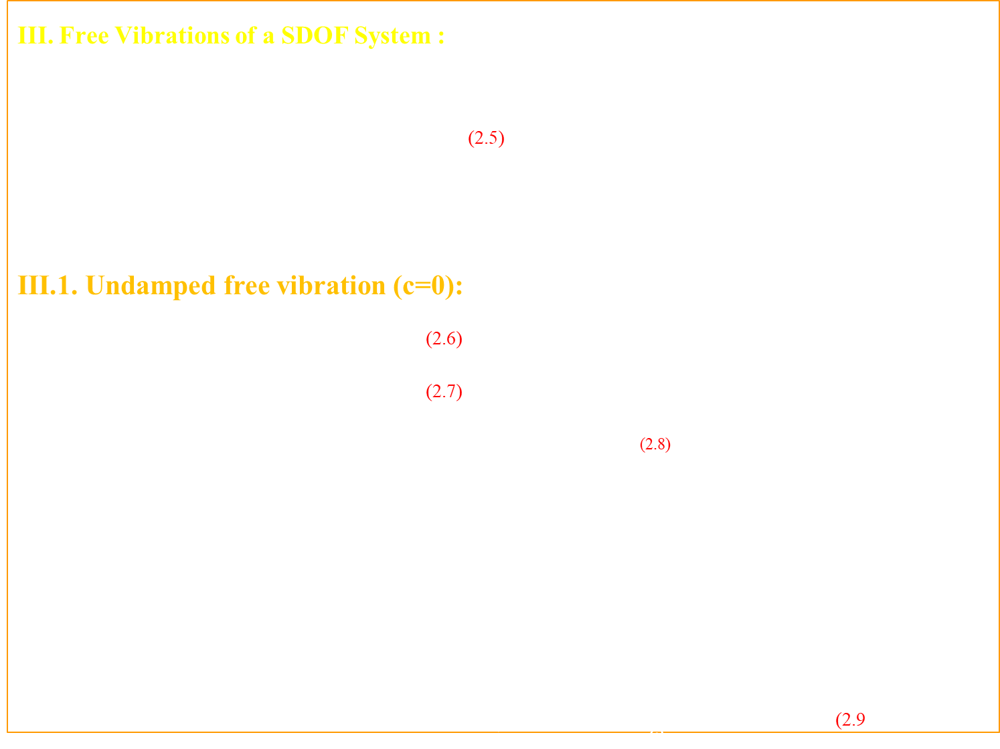 III. Free Vibrations of a SDOF System :
(2.5)
III.1. Undamped free vibration (c=0):
(2.6)
(2.7)
(2.8)
(2.9